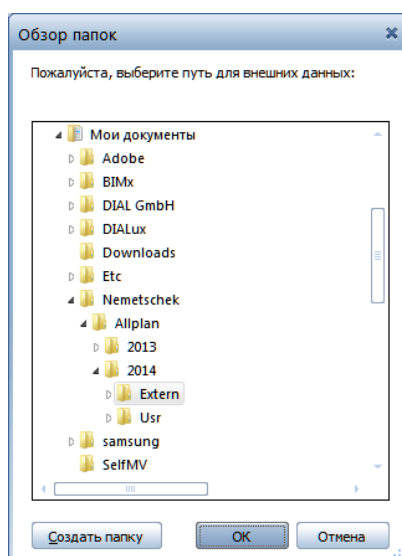 Обзор папок
Пожалуйста, выберите путь для внешних данных:
Мои документы
Adobe
BIMx
DIAL GmbH
DIALux
Downloads
Etc
Nemetschek
Allplan
2013
2014
Extern
Usr
samsung
SelfMV
Создать папку
ОК
Отмена